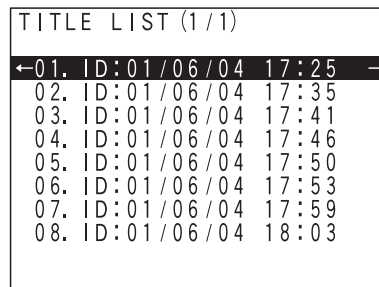 TITLE LIST (1/1)
←01. ID:01/06/04 17:25 –
02. ID:01/06/04 17:35
03. ID:01/06/04 17:41
04. ID:01/06/04 17:46
05. ID:01/06/04 17:50
06. ID:01/06/04 17:53
07. ID:01/06/04 17:59
08. ID:01/06/04 18:03